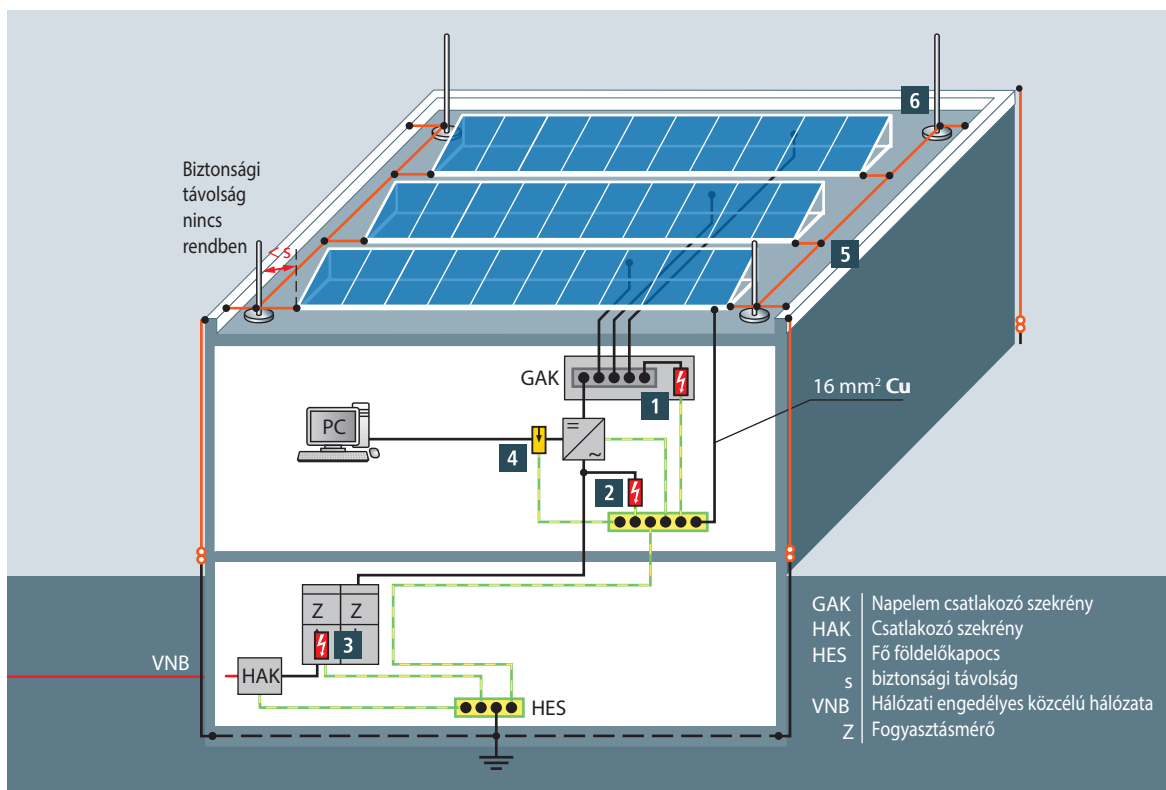 6
Biztonsági
távolság
nincs
rendben
< s
5
GAK
1
16 mm² Cu
PC
=
~
4
2
GAK Napelem csatlakozó szekrény
HAK Csatlakozó szekrény
HES Fő földelőkapocs
s biztonsági távolság
VNB Hálózati engedélyes közcélú hálózata
Z Fogyasztásmérő
Z Z
3
VNB
HAK
HES